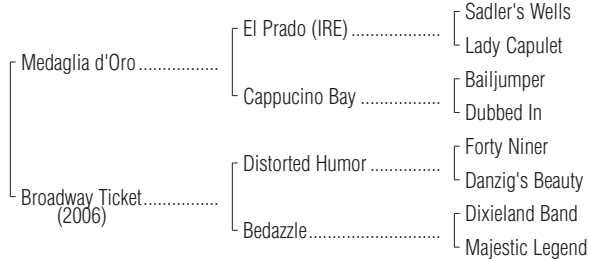 Sadler's Wells
El Prado (IRE) ..................
Lady Capulet
Medaglia d'Oro ................
Bailjumper
Cappucino Bay ................
Dubbed In
Forty Niner
Distorted Humor ..............
Danzig's Beauty
Broadway Ticket................
(2006)
Dixieland Band
Bedazzle..........................
Majestic Legend